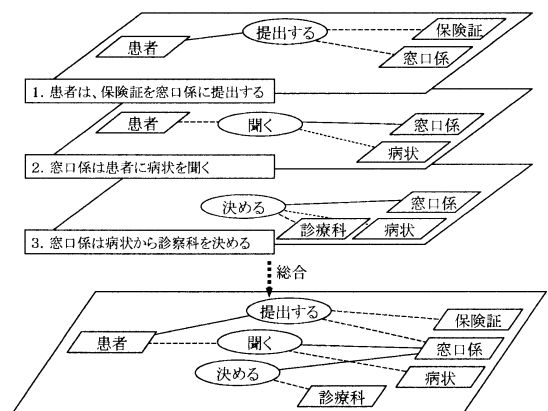 提出する
保険証
患者
窓口係
1. 患者は、保険証を窓口係に提出する
患者
聞く
窓口係
病状
2. 窓口係は患者に病状を聞く
決める
窓口係
診療科
病状
3. 窓口係は病状から診察科を決める
総合
提出する
保険証
患者
聞く
窓口係
決める
病状
診療科